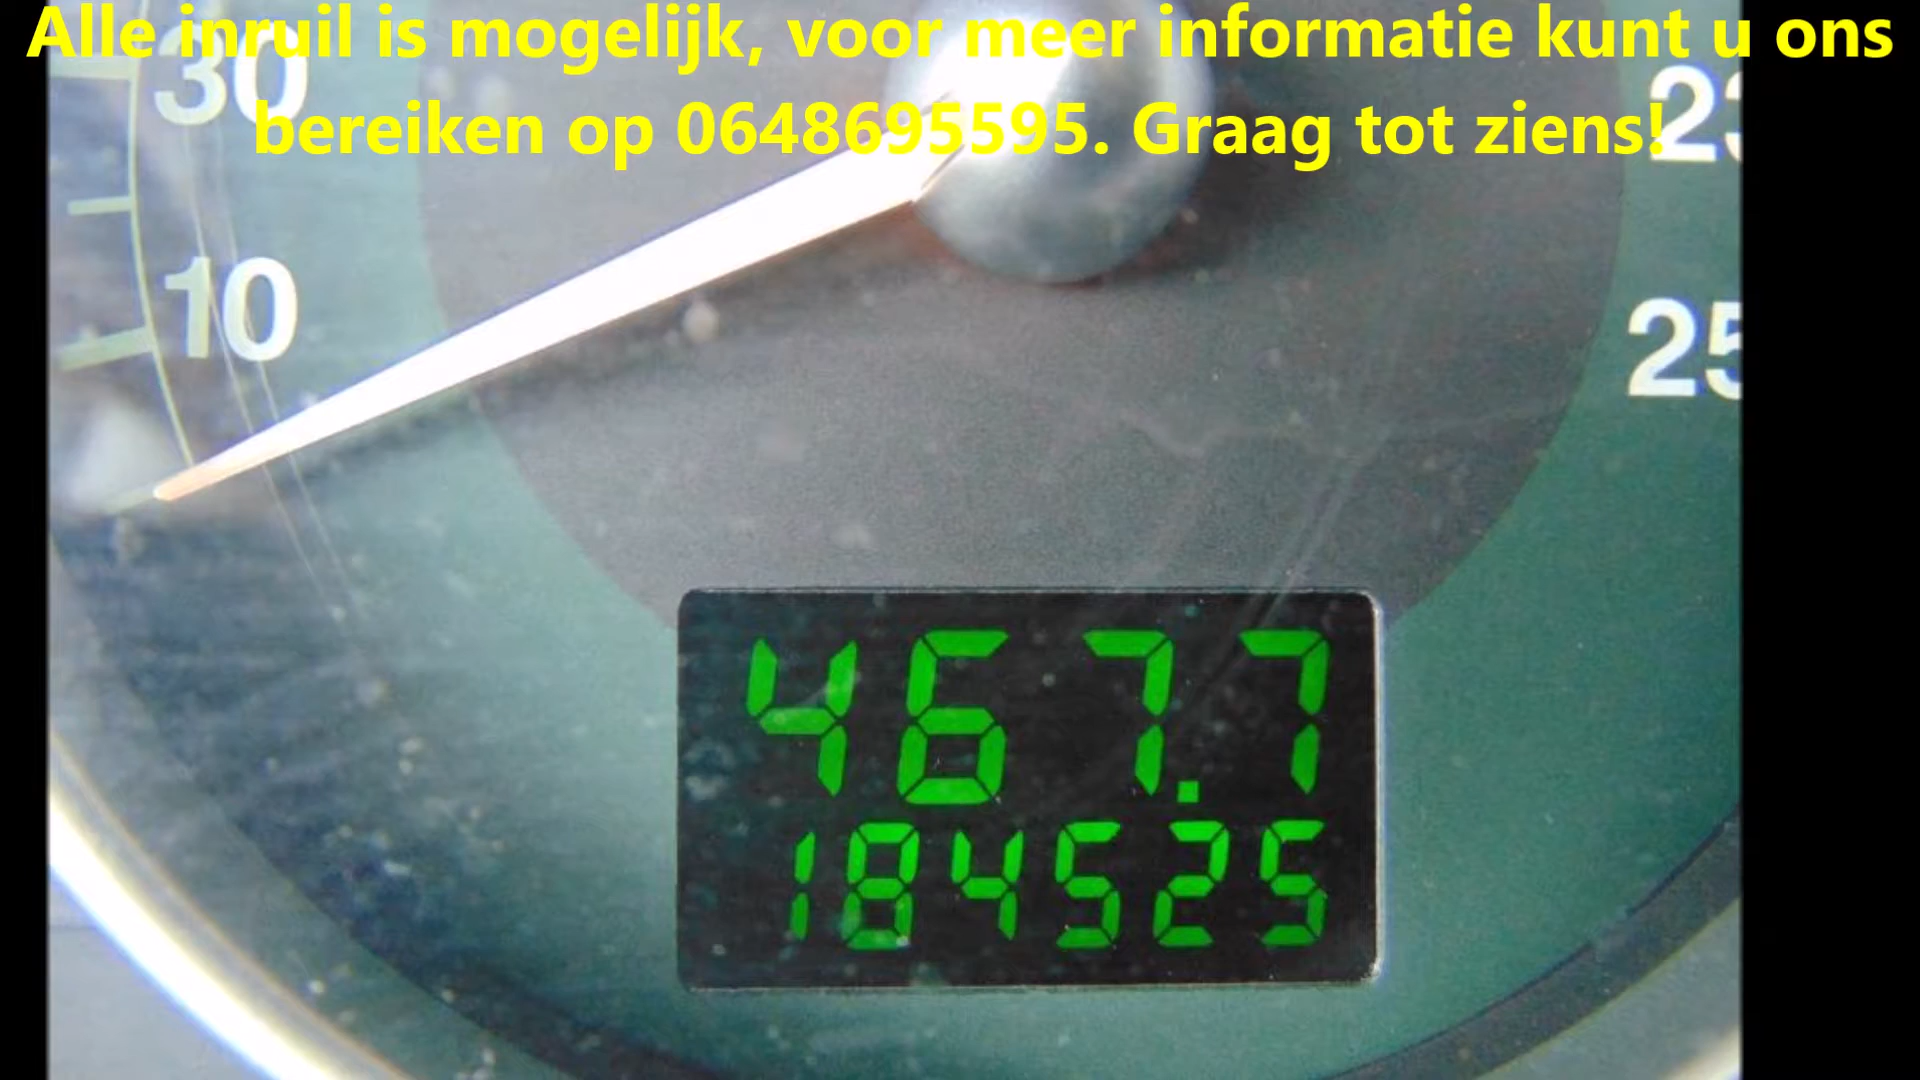 Alle inruil is mogelijk, voor meer informatie kunt u ons
bereiken op 0648695595. Graag tot ziens!
30
10
25
467.7
184525